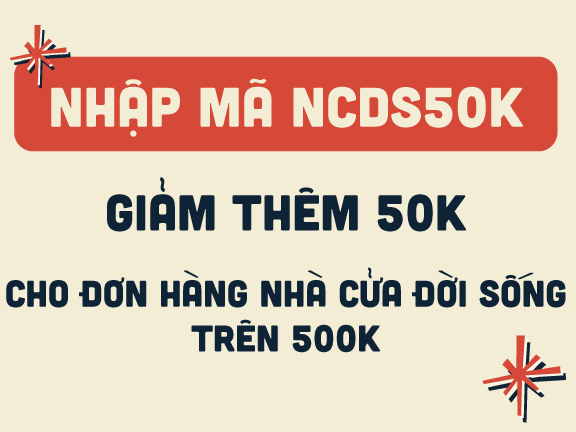 NHẬP MÃ NCDS50K
GIẢM THÊM 50K
CHO ĐƠN HÀNG NHÀ CỬA ĐỜI SỐNG
TRÊN 500K